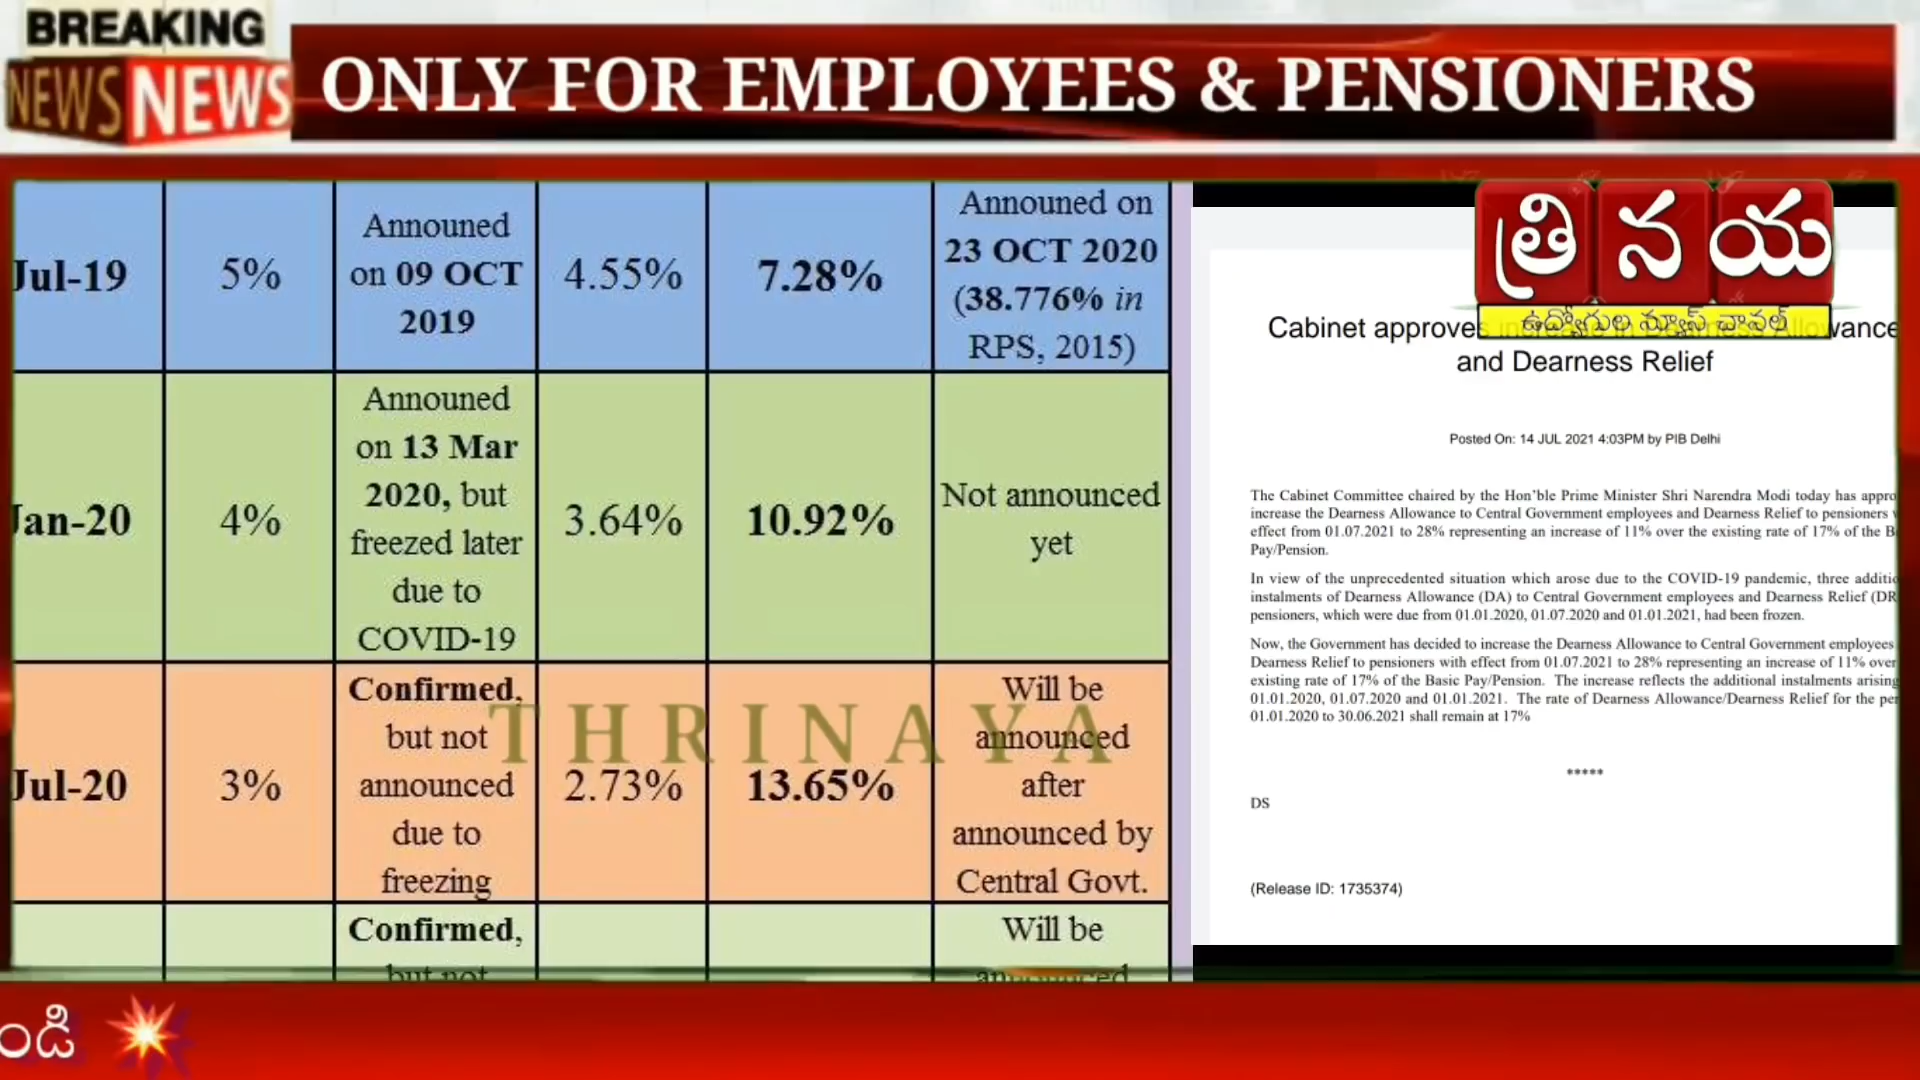 BREAKING
NEWS NEWS
ONLY FOR EMPLOYEES & PENSIONERS
Jul-19
5%
Announed
on 09 OCT
2019
4.55%
7.28%
Announed on
23 OCT 2020
(38.776% in
RPS, 2015)
Jan-20
4%
Announed
on 13 Mar
2020, but
freezed later
due to
COVID-19
3.64%
10.92%
Not announced
yet
Jul-20
3%
Confirmed,
but not
announced
due to
freezing
2.73%
13.65%
Will be
announced
after
announced by
Central Govt.
Confirmed,
but not
Will be
announced
THRINAYA
త్రి న య
ఉద్యోగుల న్యూస్ చానల్
Cabinet approves increase in Dearness Allowance
and Dearness Relief
Posted On: 14 JUL 2021 4:03PM by PIB Delhi
The Cabinet Committee chaired by the Hon'ble Prime Minister Shri Narendra Modi today has appro
increase the Dearness Allowance to Central Government employees and Dearness Relief to pensioners
effect from 01.07.2021 to 28% representing an increase of 11% over the existing rate of 17% of the B
Pay/Pension.
In view of the unprecedented situation which arose due to the COVID-19 pandemic, three additio
instalments of Dearness Allowance (DA) to Central Government employees and Dearness Relief (DR
pensioners, which were due from 01.01.2020, 01.07.2020 and 01.01.2021, had been frozen.
Now, the Government has decided to increase the Dearness Allowance to Central Government employees
Dearness Relief to pensioners with effect from 01.07.2021 to 28% representing an increase of 11% over
existing rate of 17% of the Basic Pay/Pension. The increase reflects the additional instalments arising
01.01.2020, 01.07.2020 and 01.01.2021. The rate of Dearness Allowance/Dearness Relief for the per
01.01.2020 to 30.06.2021 shall remain at 17%
*****
DS
(Release ID: 1735374)
ండి